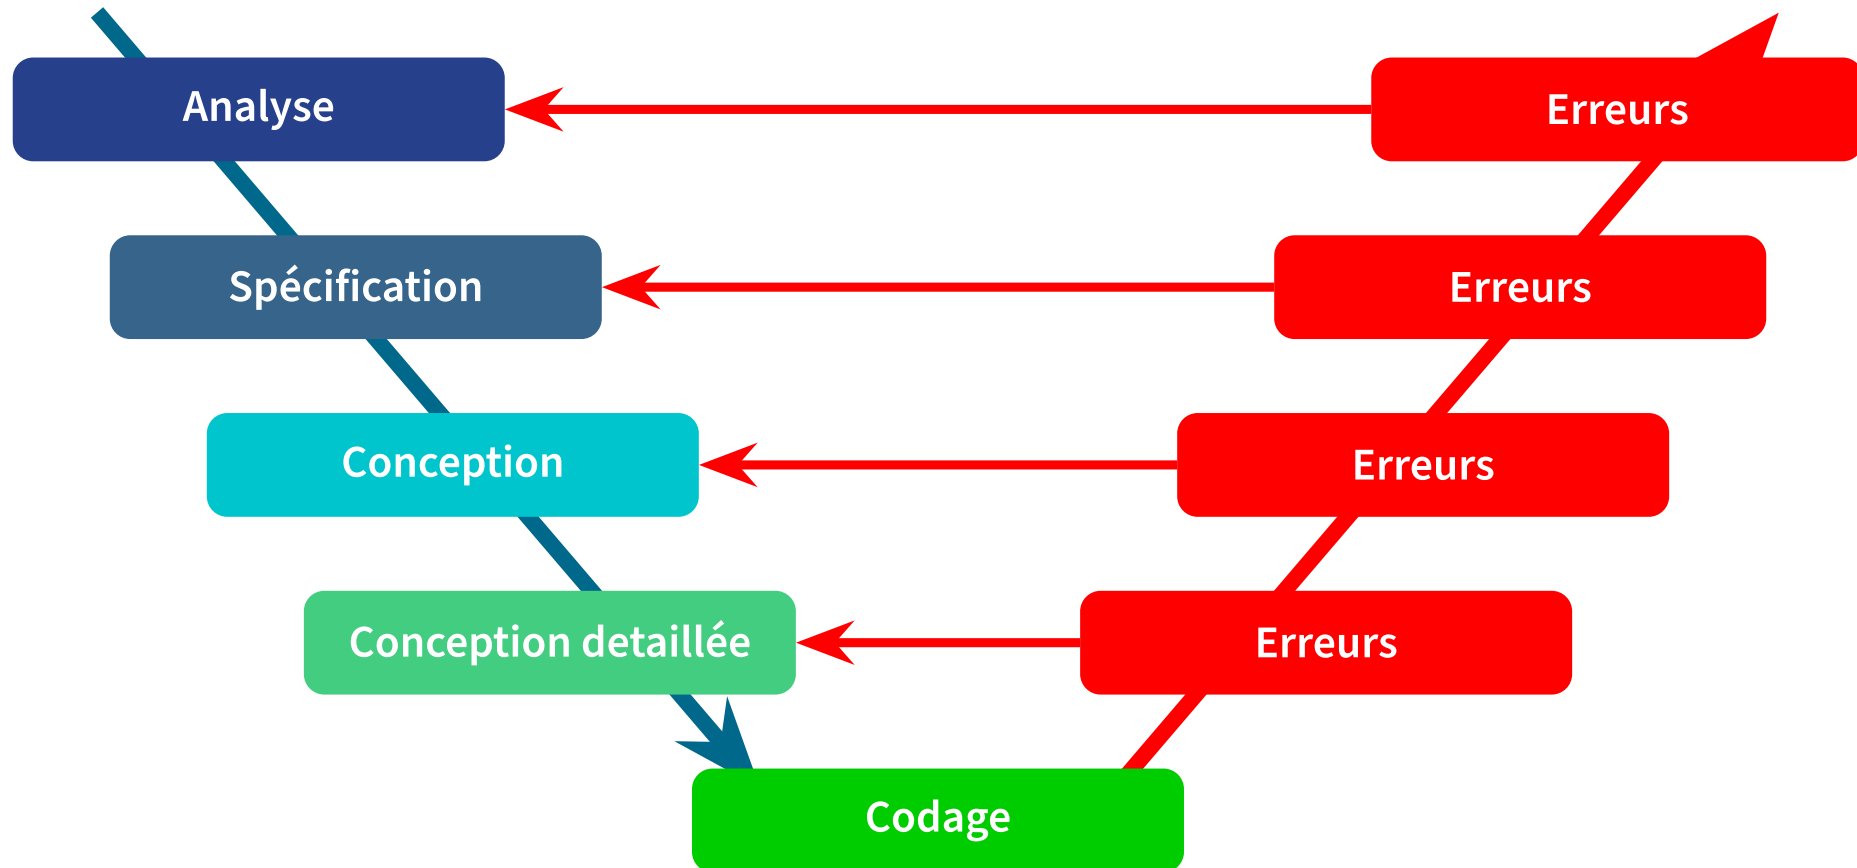 Analyse
Erreurs
Spécification
Erreurs
Conception
Erreurs
Conception detaillée
Erreurs
Codage